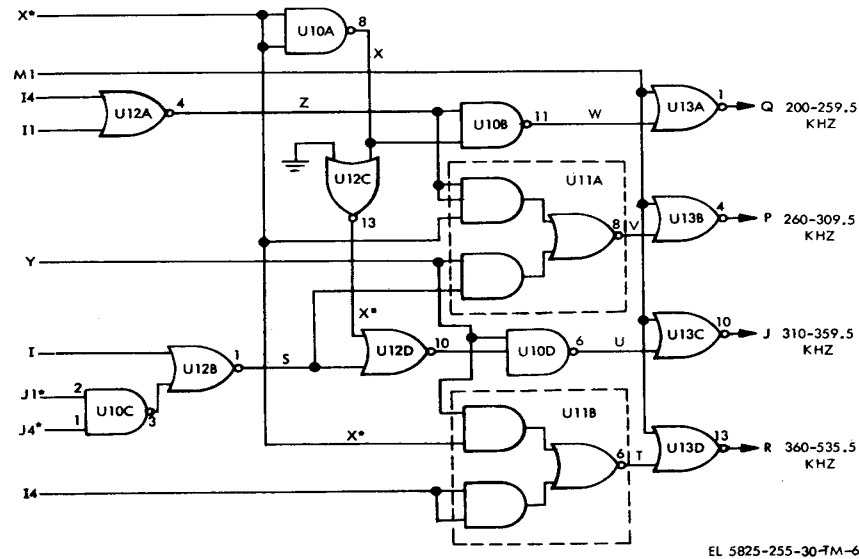 X*
U10A
8
X
M1
I4
U12A
4
Z
I1
U10B
11
W
U13A
1
Q 200-259.5
KHZ
U12C
13
U11A
8
V
U13B
4
P 260-309.5
KHZ
Y
X*
I
U12B
1
S
U12D
10
U10D
6
U
U13C
10
J 310-359.5
KHZ
J1*
2
U10C
3
J4*
1
X*
U11B
6
T
U13D
13
R 360-535.5
KHZ
I4
EL 5825-255-30-TM-6